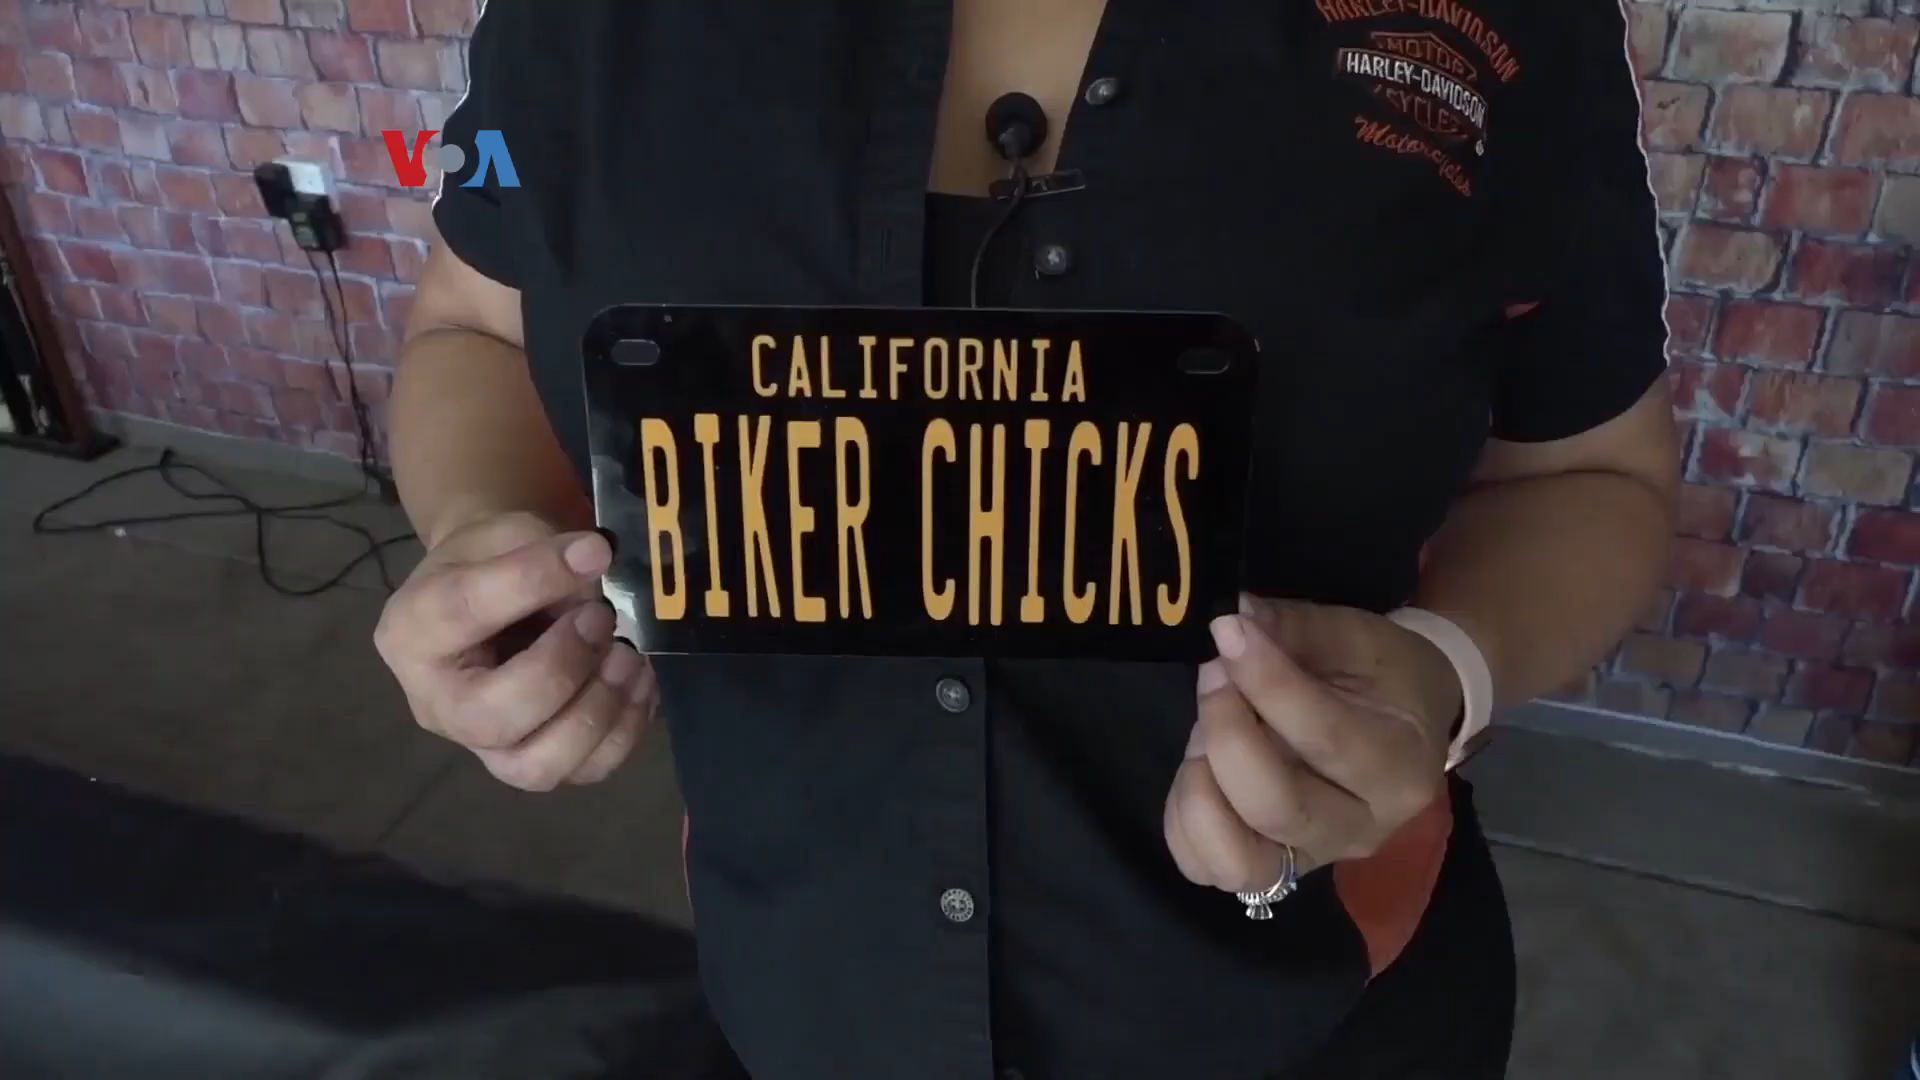 HARLEY-DAVIDSON
MOTOR
HARLEY-DAVIDSON
CYCLES
Motorcycles
VOA
CALIFORNIA
BIKER CHICKS